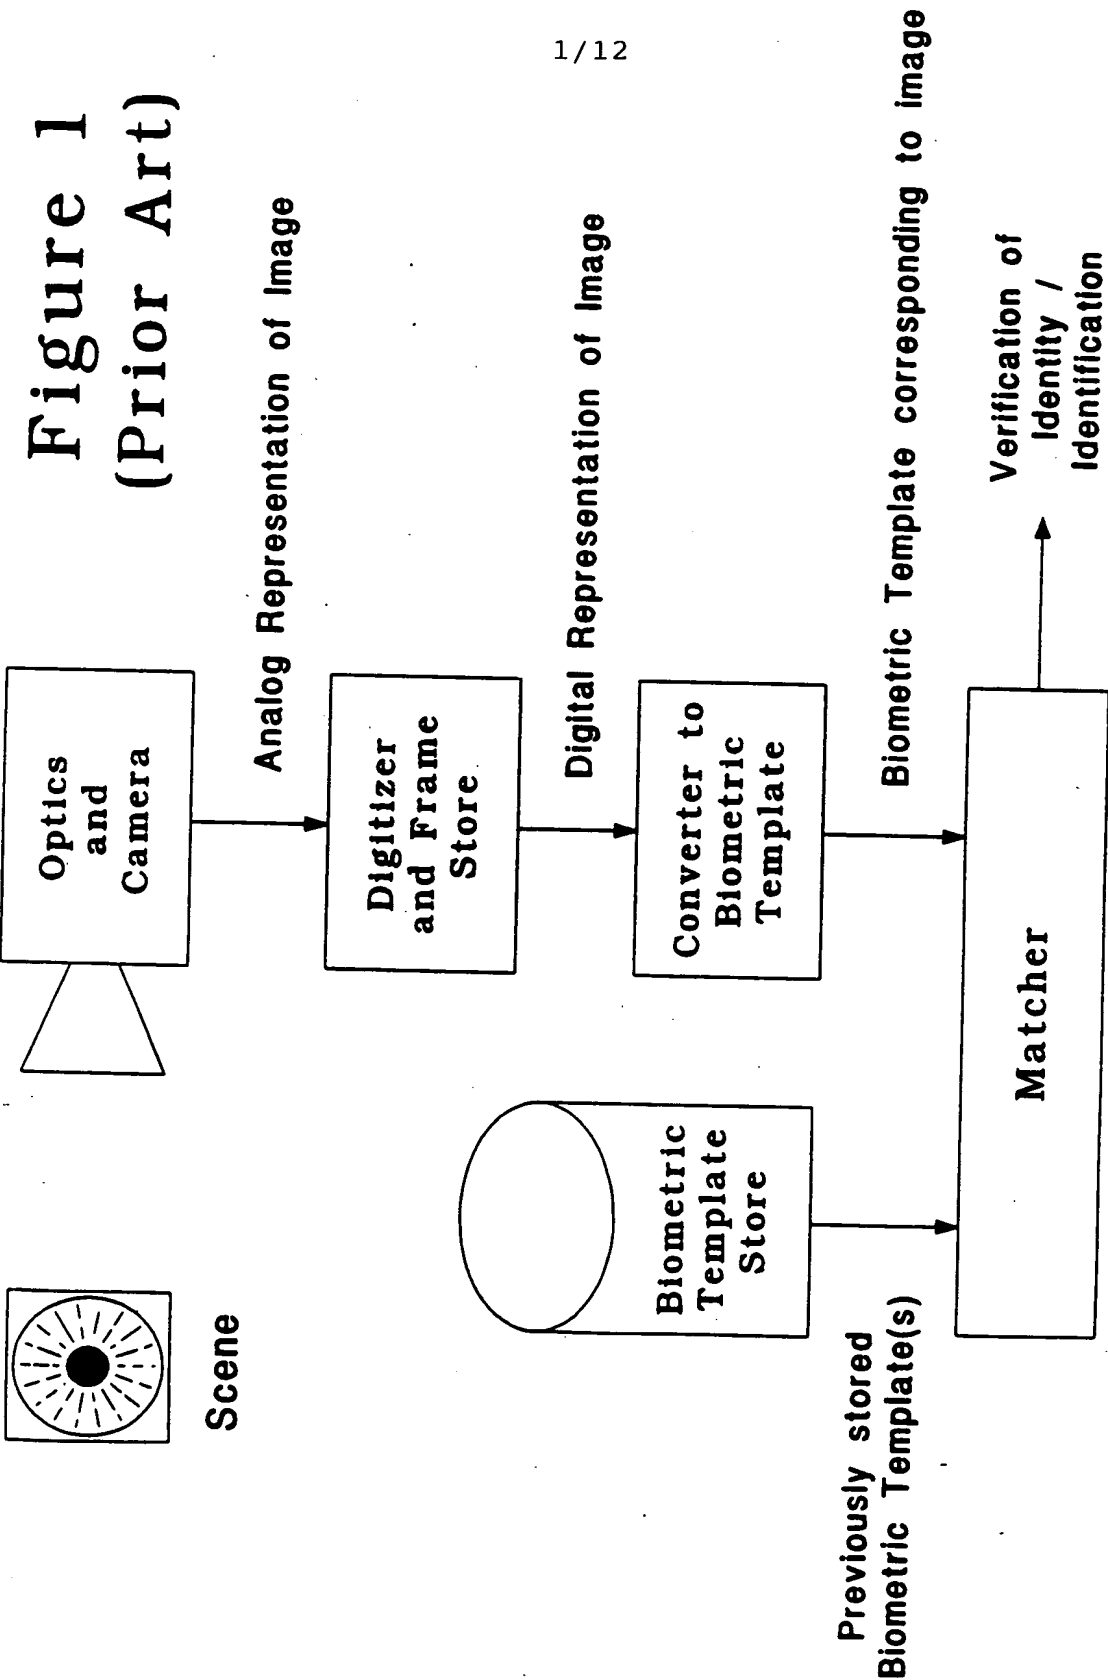 1/12
Figure 1
(Prior Art)
Optics
and
Camera
Scene
Analog Representation of Image
Digitizer
and Frame
Store
Digital Representation of Image
Converter to
Biometric
Template
Biometric
Template
Store
Biometric Template corresponding to image
Previously stored
Biometric Template(s)
Matcher
Verification of
Identity /
Identification